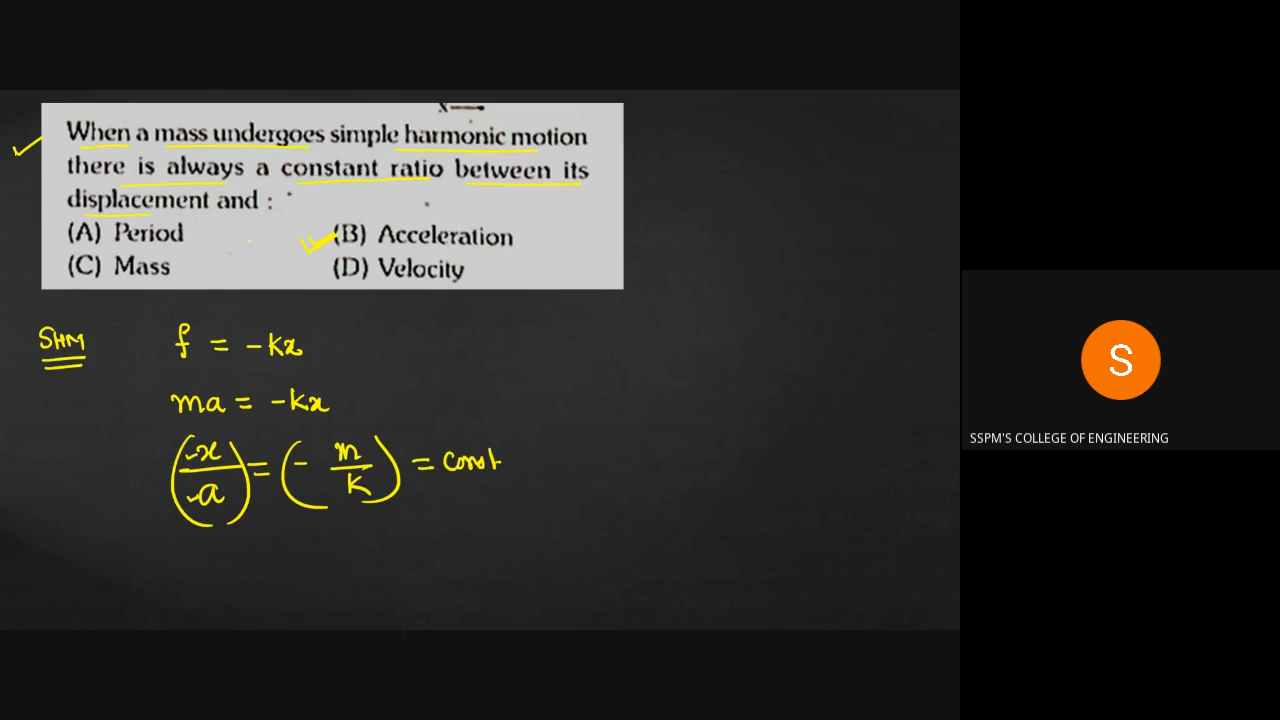 x
When a mass undergoes simple harmonic motion
there is always a constant ratio between its
displacement and :
(A) Period (B) Acceleration
(C) Mass (D) Velocity
SHM f = -kx
ma = -kx
(-x/-a) = (- m/k) = const
S
SSPM'S COLLEGE OF ENGINEERING